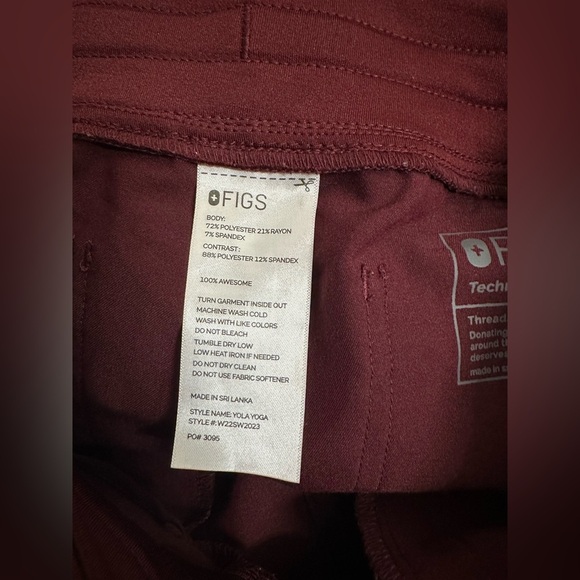 FIGS
BODY:
72% POLYESTER 21% RAYON
7% SPANDEX
CONTRAST:
88% POLYESTER 12% SPANDEX
100% AWESOME
TURN GARMENT INSIDE OUT
MACHINE WASH COLD
WASH WITH LIKE COLORS
DO NOT BLEACH
TUMBLE DRY LOW
LOW HEAT IRON IF NEEDED
DO NOT DRY CLEAN
DO NOT USE FABRIC SOFTENER
MADE IN SRI LANKA
STYLE NAME: YOLA YOGA
STYLE #: W22SW2023
PO# 3095
F
Techn
Thread
Donating
around th
deserves
made in s